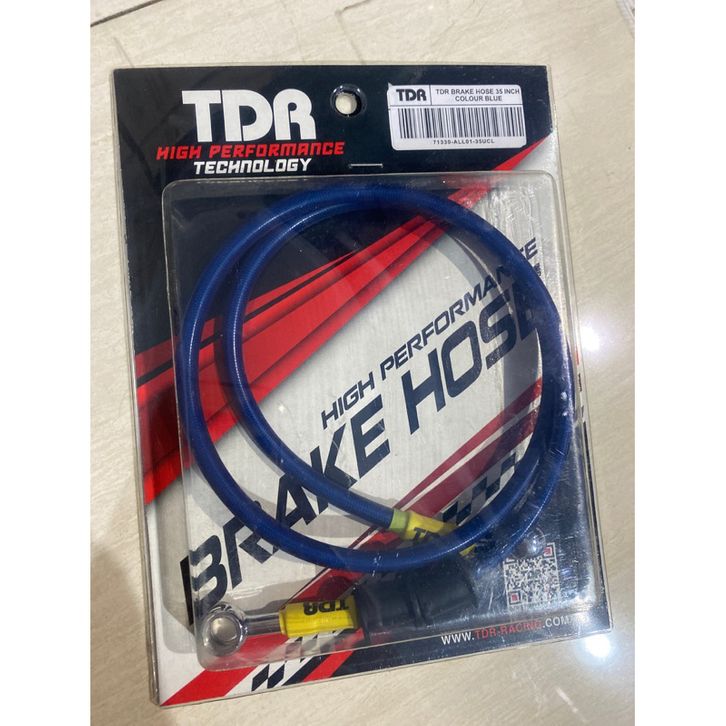 TDR
HIGH PERFORMANCE
TECHNOLOGY
TDR
TDR BRAKE HOSE 35 INCH
COLOUR BLUE
71330-ALL01-35UCL
HIGH PERFORMANCE
BRAKE HOSE
TDR
WWW.TDR-RACING.COM